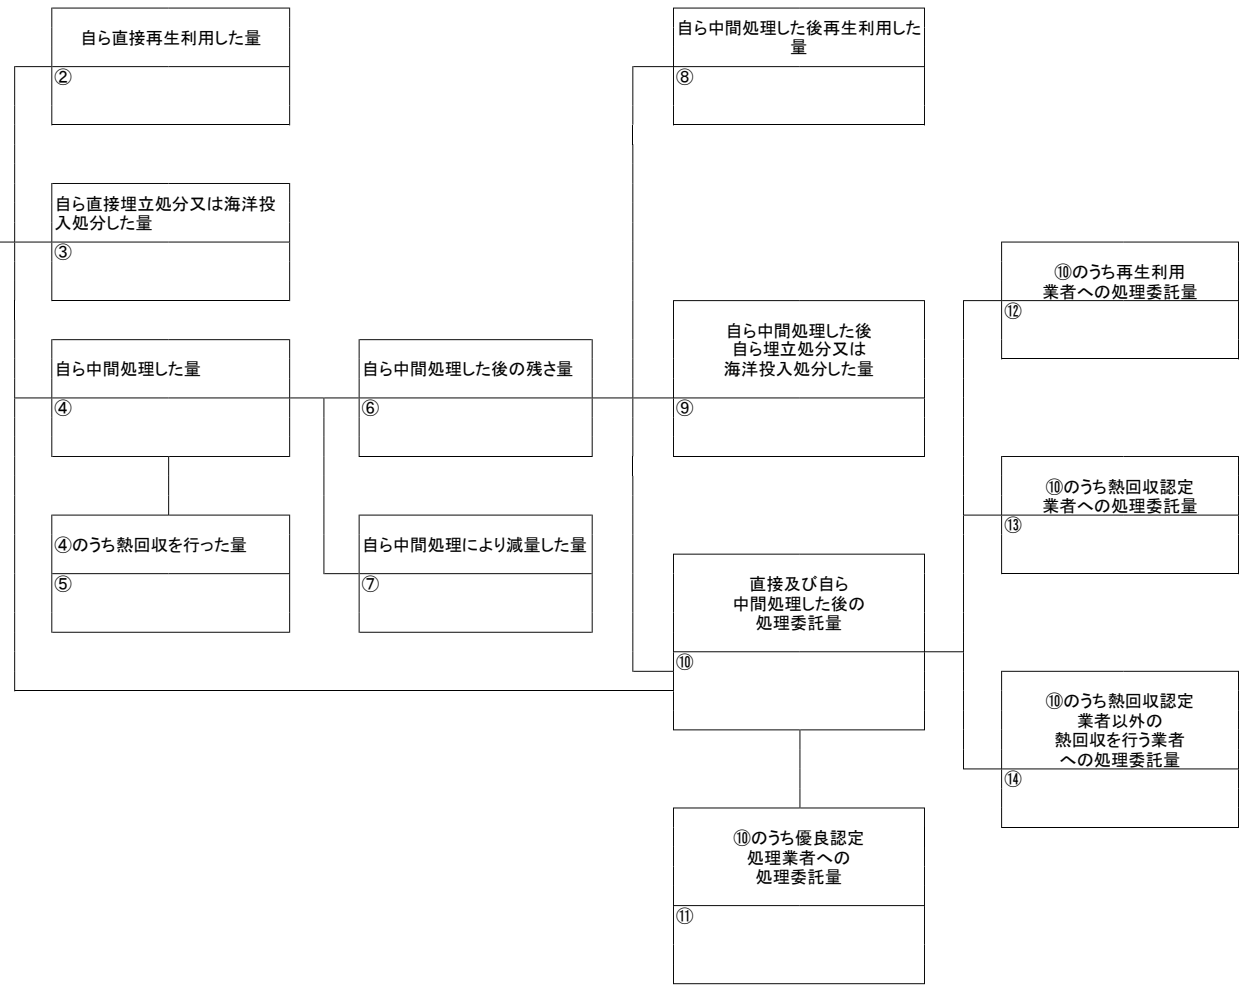 自ら直接再生利用した量
②
自ら直接埋立処分又は海洋投
入処分した量
③
自ら中間処理した量
④
④のうち熱回収を行った量
⑤
自ら中間処理した後の残さ量
⑥
自ら中間処理により減量した量
⑦
自ら中間処理した後再生利用した
量
⑧
自ら中間処理した後
自ら埋立処分又は
海洋投入処分した量
⑨
直接及び自ら
中間処理した後の
処理委託量
⑩
⑩のうち優良認定
処理業者への
処理委託量
⑪
⑩のうち再生利用
業者への処理委託量
⑫
⑩のうち熱回収認定
業者への処理委託量
⑬
⑩のうち熱回収認定
業者以外の
熱回収を行う業者
への処理委託量
⑭